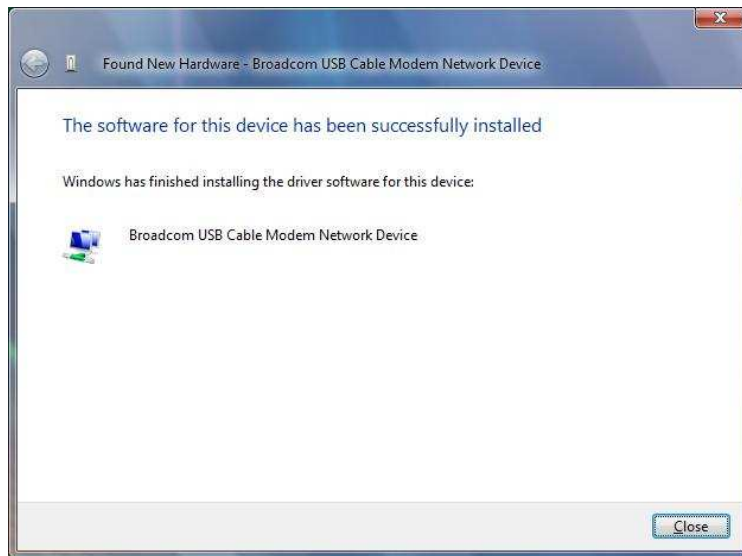 Found New Hardware - Broadcom USB Cable Modem Network Device
The software for this device has been successfully installed
Windows has finished installing the driver software for this device:
Broadcom USB Cable Modem Network Device
Close